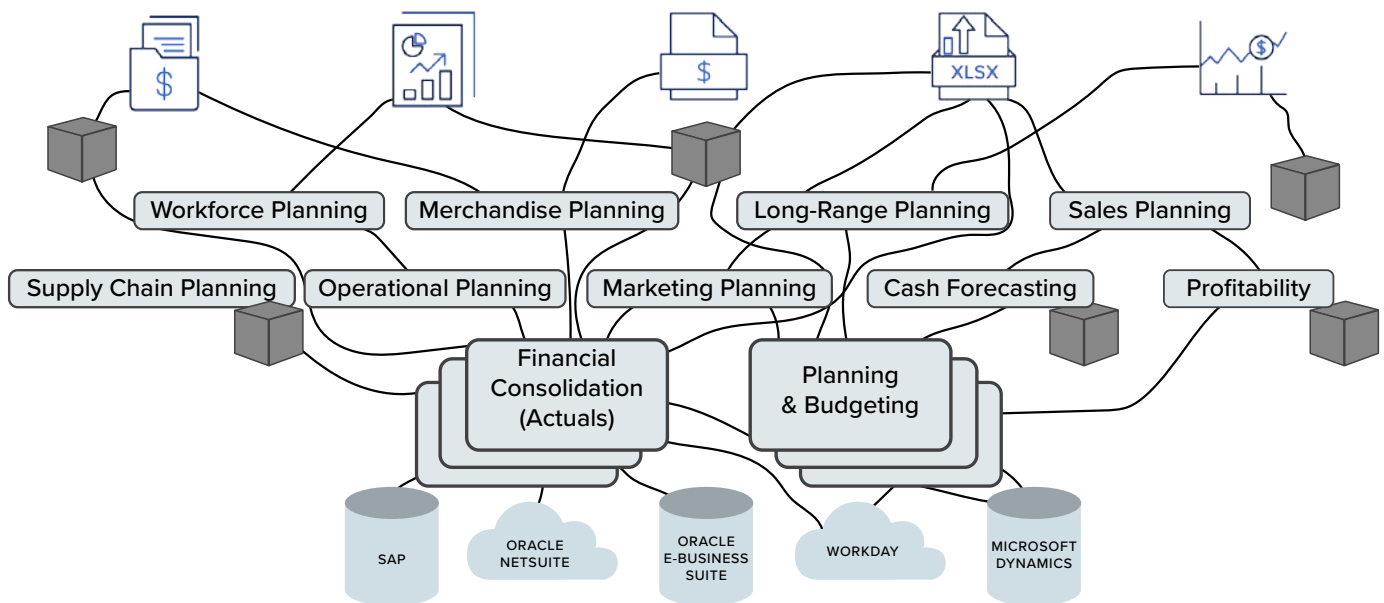 $
$
XLSX
$
Workforce Planning
Merchandise Planning
Long-Range Planning
Sales Planning
Supply Chain Planning
Operational Planning
Marketing Planning
Cash Forecasting
Profitability
Financial
Consolidation
(Actuals)
Planning
& Budgeting
SAP
ORACLE
NETSUITE
ORACLE
E-BUSINESS
SUITE
WORKDAY
MICROSOFT
DYNAMICS